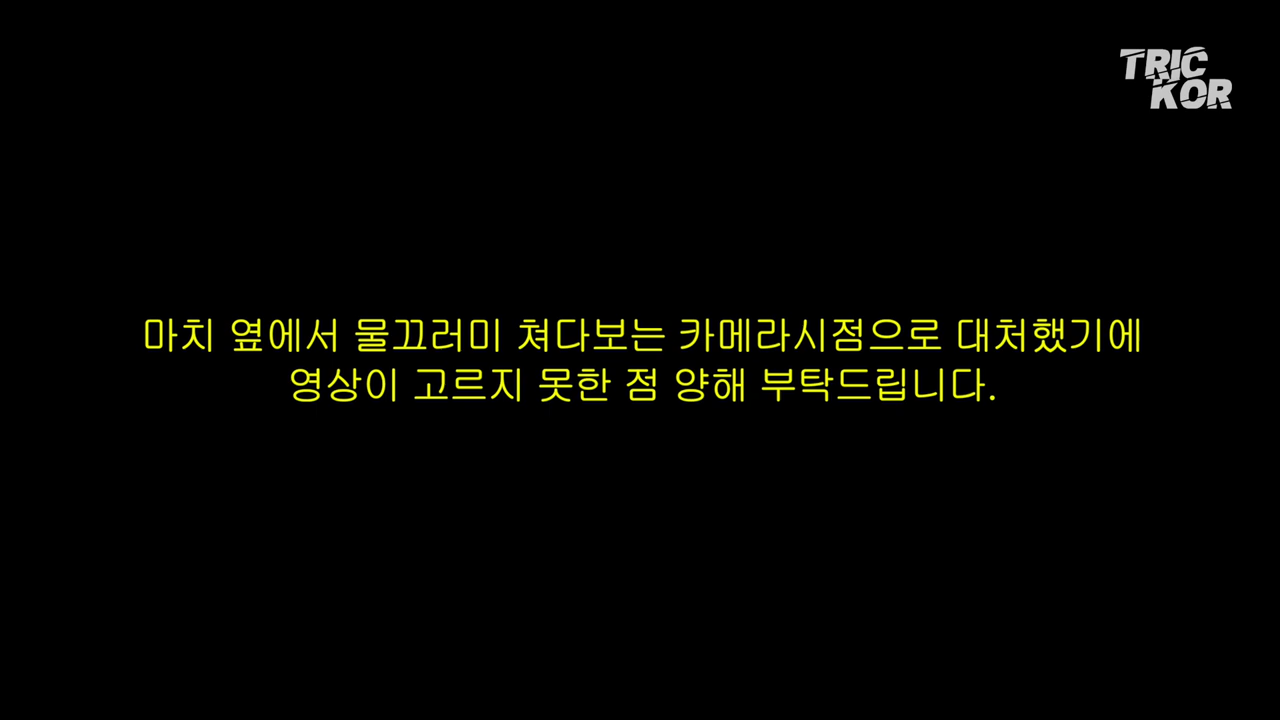 TRIC
KOR
마치 옆에서 물끄러미 쳐다보는 카메라시점으로 대처했기에
영상이 고르지 못한 점 양해 부탁드립니다.